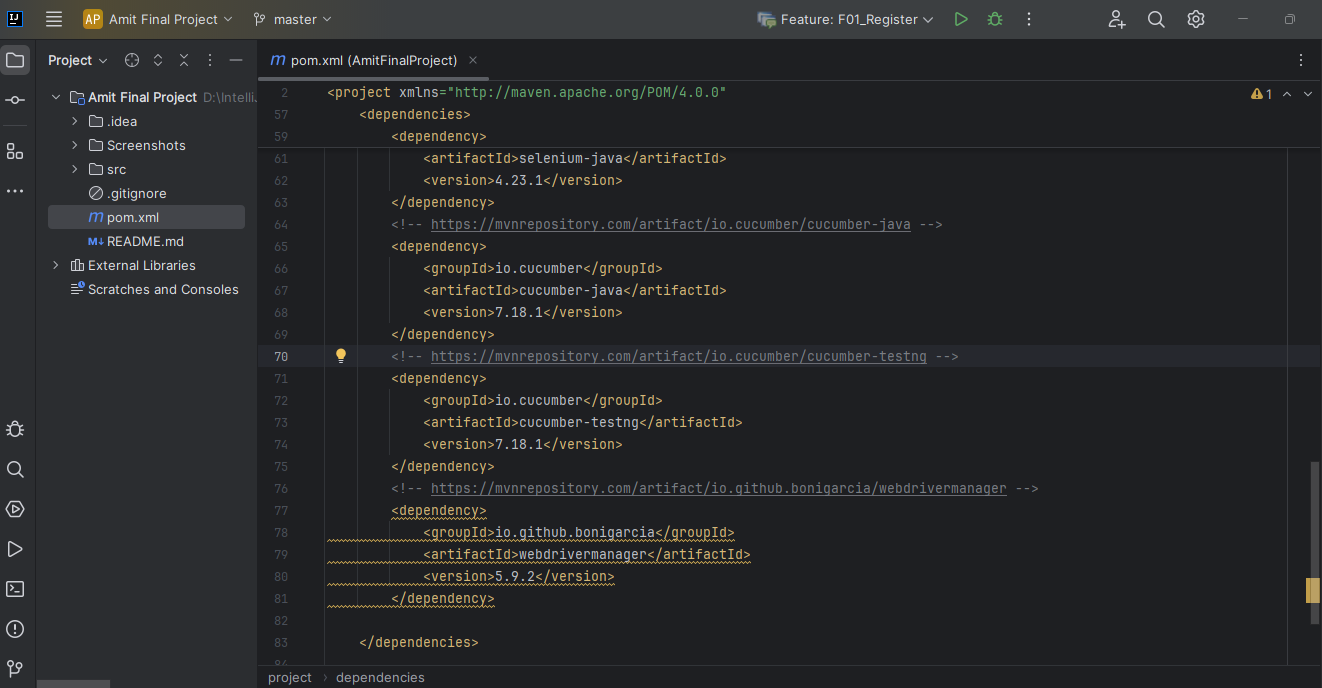 AP Amit Final Project master Feature: F01_Register
Project
pom.xml (AmitFinalProject)
Amit Final Project D:\Intelli
.idea
Screenshots
src
.gitignore
pom.xml
README.md
External Libraries
Scratches and Consoles
1
2 <project xmlns="http://maven.apache.org/POM/4.0.0"
57 <dependencies>
59 <dependency>
61 <artifactId>selenium-java</artifactId>
62 <version>4.23.1</version>
63 </dependency>
64 <!-- https://mvnrepository.com/artifact/io.cucumber/cucumber-java -->
65 <dependency>
66 <groupId>io.cucumber</groupId>
67 <artifactId>cucumber-java</artifactId>
68 <version>7.18.1</version>
69 </dependency>
70 <!-- https://mvnrepository.com/artifact/io.cucumber/cucumber-testng -->
71 <dependency>
72 <groupId>io.cucumber</groupId>
73 <artifactId>cucumber-testng</artifactId>
74 <version>7.18.1</version>
75 </dependency>
76 <!-- https://mvnrepository.com/artifact/io.github.bonigarcia/webdrivermanager -->
77 <dependency>
78 <groupId>io.github.bonigarcia</groupId>
79 <artifactId>webdrivermanager</artifactId>
80 <version>5.9.2</version>
81 </dependency>
82
83 </dependencies>
project > dependencies